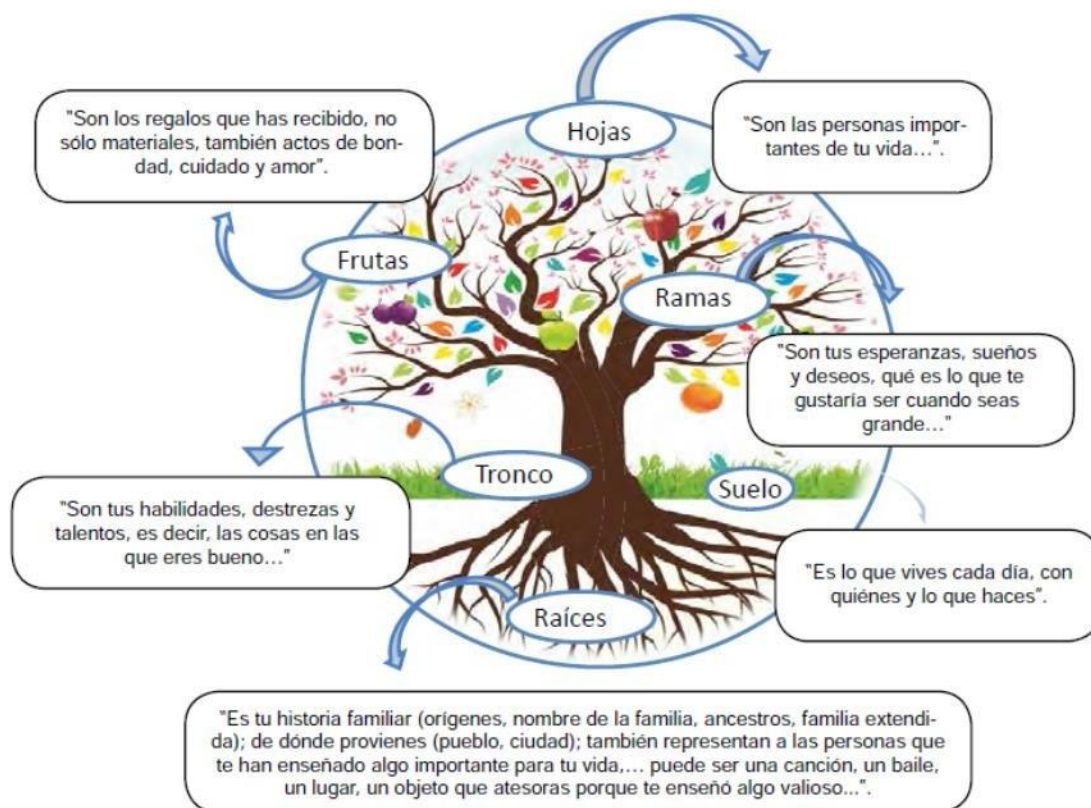 Hojas
"Son los regalos que has recibido, no
sólo materiales, también actos de bon-
dad, cuidado y amor".
"Son las personas impor-
tantes de tu vida...".
Frutas
Ramas
"Son tus esperanzas, sueños
y deseos, qué es lo que te
gustaría ser cuando seas
grande..."
Tronco
Suelo
"Son tus habilidades, destrezas y
talentos, es decir, las cosas en las
que eres bueno..."
"Es lo que vives cada día, con
quiénes y lo que haces".
Raíces
"Es tu historia familiar (orígenes, nombre de la familia, ancestros, familia extendi-
da); de dónde provienes (pueblo, ciudad); también representan a las personas que
te han enseñado algo importante para tu vida,... puede ser una canción, un baile,
un lugar, un objeto que atesoras porque te enseñó algo valioso...".